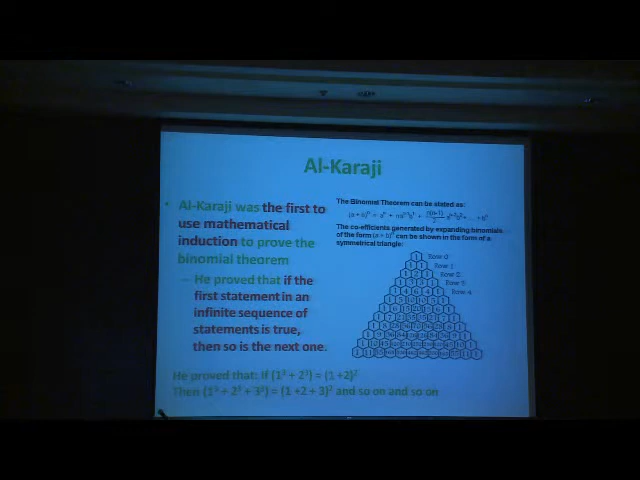 Al-Karaji
• Al-Karaji was the first to
use mathematical
induction to prove the
binomial theorem
– He proved that if the
first statement in an
infinite sequence of
statements is true,
then so is the next one.
The Binomial Theorem can be stated as:
The co-efficients generated by expanding binomials
of the form (a + b)ⁿ can be shown in the form of a
symmetrical triangle:
Row 0
Row 1
Row 2
Row 3
Row 4
He proved that: If (1³ + 2³) = (1 +2)²
Then (1³ + 2³ + 3³) = (1 +2 + 3)² and so on and so on